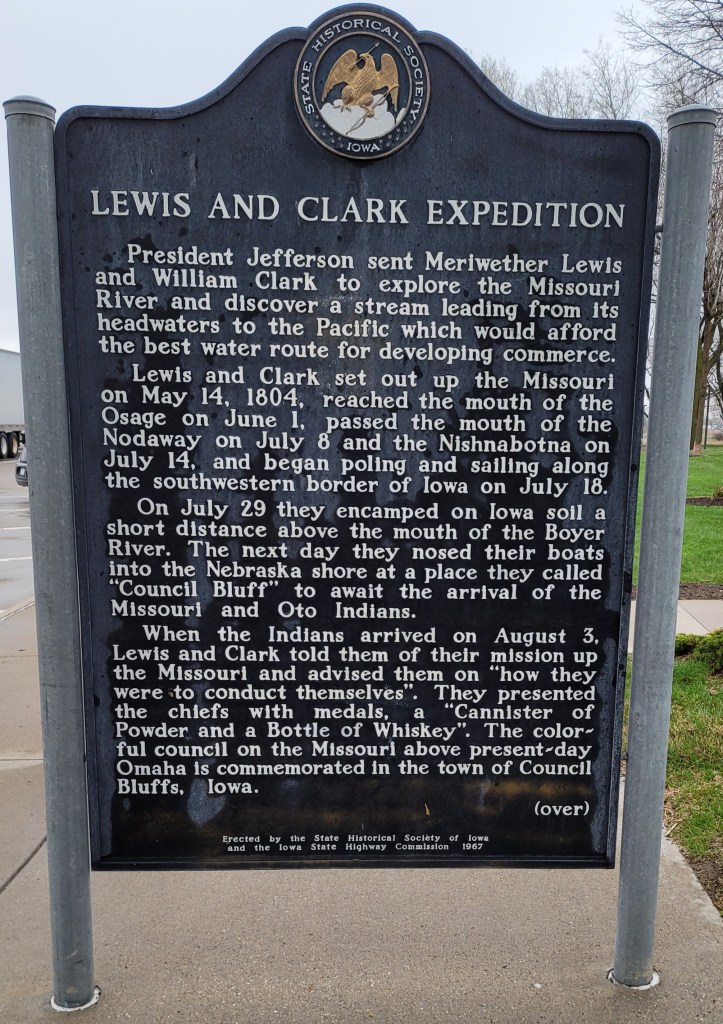 STATE HISTORICAL SOCIETY
IOWA
LEWIS AND CLARK EXPEDITION
President Jefferson sent Meriwether Lewis
and William Clark to explore the Missouri
River and discover a stream leading from its
headwaters to the Pacific which would afford
the best water route for developing commerce.
Lewis and Clark set out up the Missouri
on May 14, 1804, reached the mouth of the
Osage on June 1, passed the mouth of the
Nodaway on July 8 and the Nishnabotna on
July 14, and began poling and sailing along
the southwestern border of Iowa on July 18.
On July 29 they encamped on Iowa soil a
short distance above the mouth of the Boyer
River. The next day they nosed their boats
into the Nebraska shore at a place they called
"Council Bluff" to await the arrival of the
Missouri and Oto Indians.
When the Indians arrived on August 3,
Lewis and Clark told them of their mission up
the Missouri and advised them on "how they
were to conduct themselves". They presented
the chiefs with medals, a "Cannister of
Powder and a Bottle of Whiskey". The color-
ful council on the Missouri above present-day
Omaha is commemorated in the town of Council
Bluffs, Iowa.
(over)
Erected by the State Historical Society of Iowa
and the Iowa State Highway Commission 1967